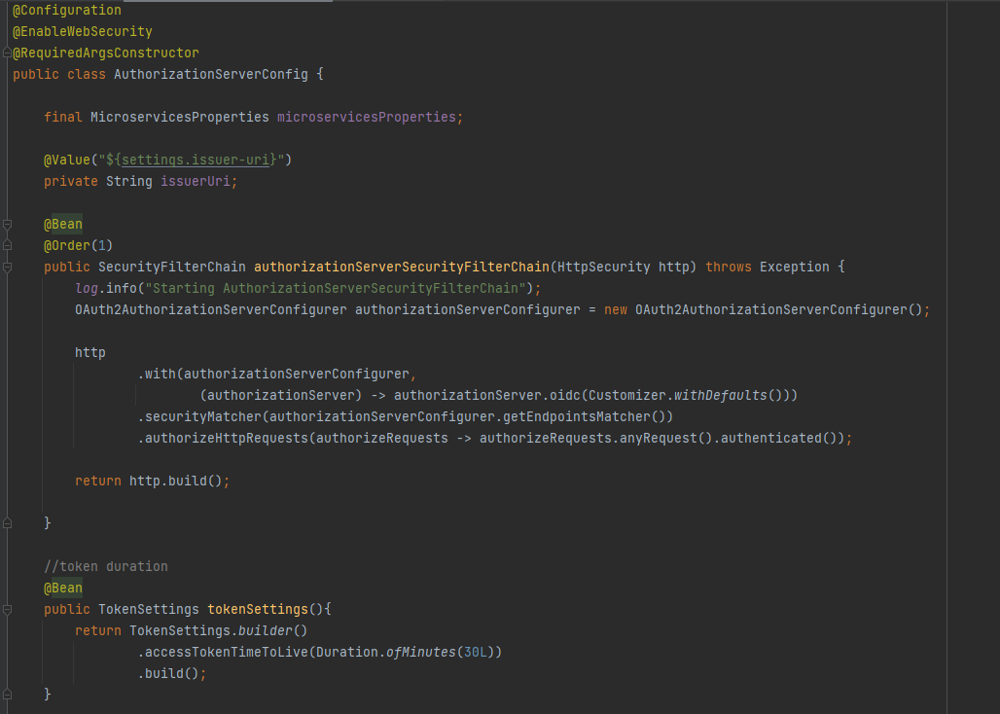 @Configuration
@EnableWebSecurity
@RequiredArgsConstructor
public class AuthorizationServerConfig {
final MicroservicesProperties microservicesProperties;
@Value("${settings.issuer-uri}")
private String issuerUri;
@Bean
@Order(1)
public SecurityFilterChain authorizationServerSecurityFilterChain(HttpSecurity http) throws Exception {
log.info("Starting AuthorizationServerSecurityFilterChain");
OAuth2AuthorizationServerConfigurer authorizationServerConfigurer = new OAuth2AuthorizationServerConfigurer();
http
.with(authorizationServerConfigurer,
(authorizationServer) -> authorizationServer.oidc(Customizer.withDefaults()))
.securityMatcher(authorizationServerConfigurer.getEndpointsMatcher())
.authorizeHttpRequests(authorizeRequests -> authorizeRequests.anyRequest().authenticated());
return http.build();
}
//token duration
@Bean
public TokenSettings tokenSettings(){
return TokenSettings.builder()
.accessTokenTimeToLive(Duration.ofMinutes(30L))
.build();
}